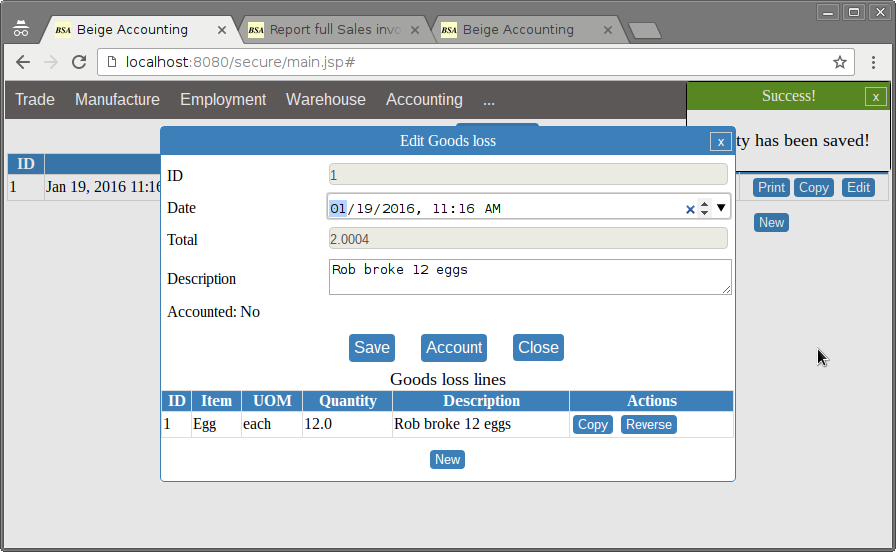 BSA Beige Accounting
BSA Report full Sales invo
BSA Beige Accounting
localhost:8080/secure/main.jsp#
Trade Manufacture Employment Warehouse Accounting ...
Success! x
ty has been saved!
Edit Goods loss x
ID
1 Jan 19, 2016 11:16
Print Copy Edit
New
ID 1
Date 01/19/2016, 11:16 AM
Total 2.0004
Description Rob broke 12 eggs
Accounted: No
Save Account Close
Goods loss lines
ID Item UOM Quantity Description Actions
1 Egg each 12.0 Rob broke 12 eggs Copy Reverse
New